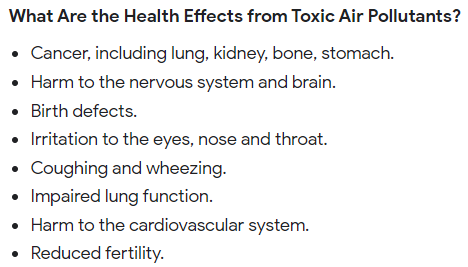 What Are the Health Effects from Toxic Air Pollutants?
• Cancer, including lung, kidney, bone, stomach.
• Harm to the nervous system and brain.
• Birth defects.
• Irritation to the eyes, nose and throat.
• Coughing and wheezing.
• Impaired lung function.
• Harm to the cardiovascular system.
• Reduced fertility.